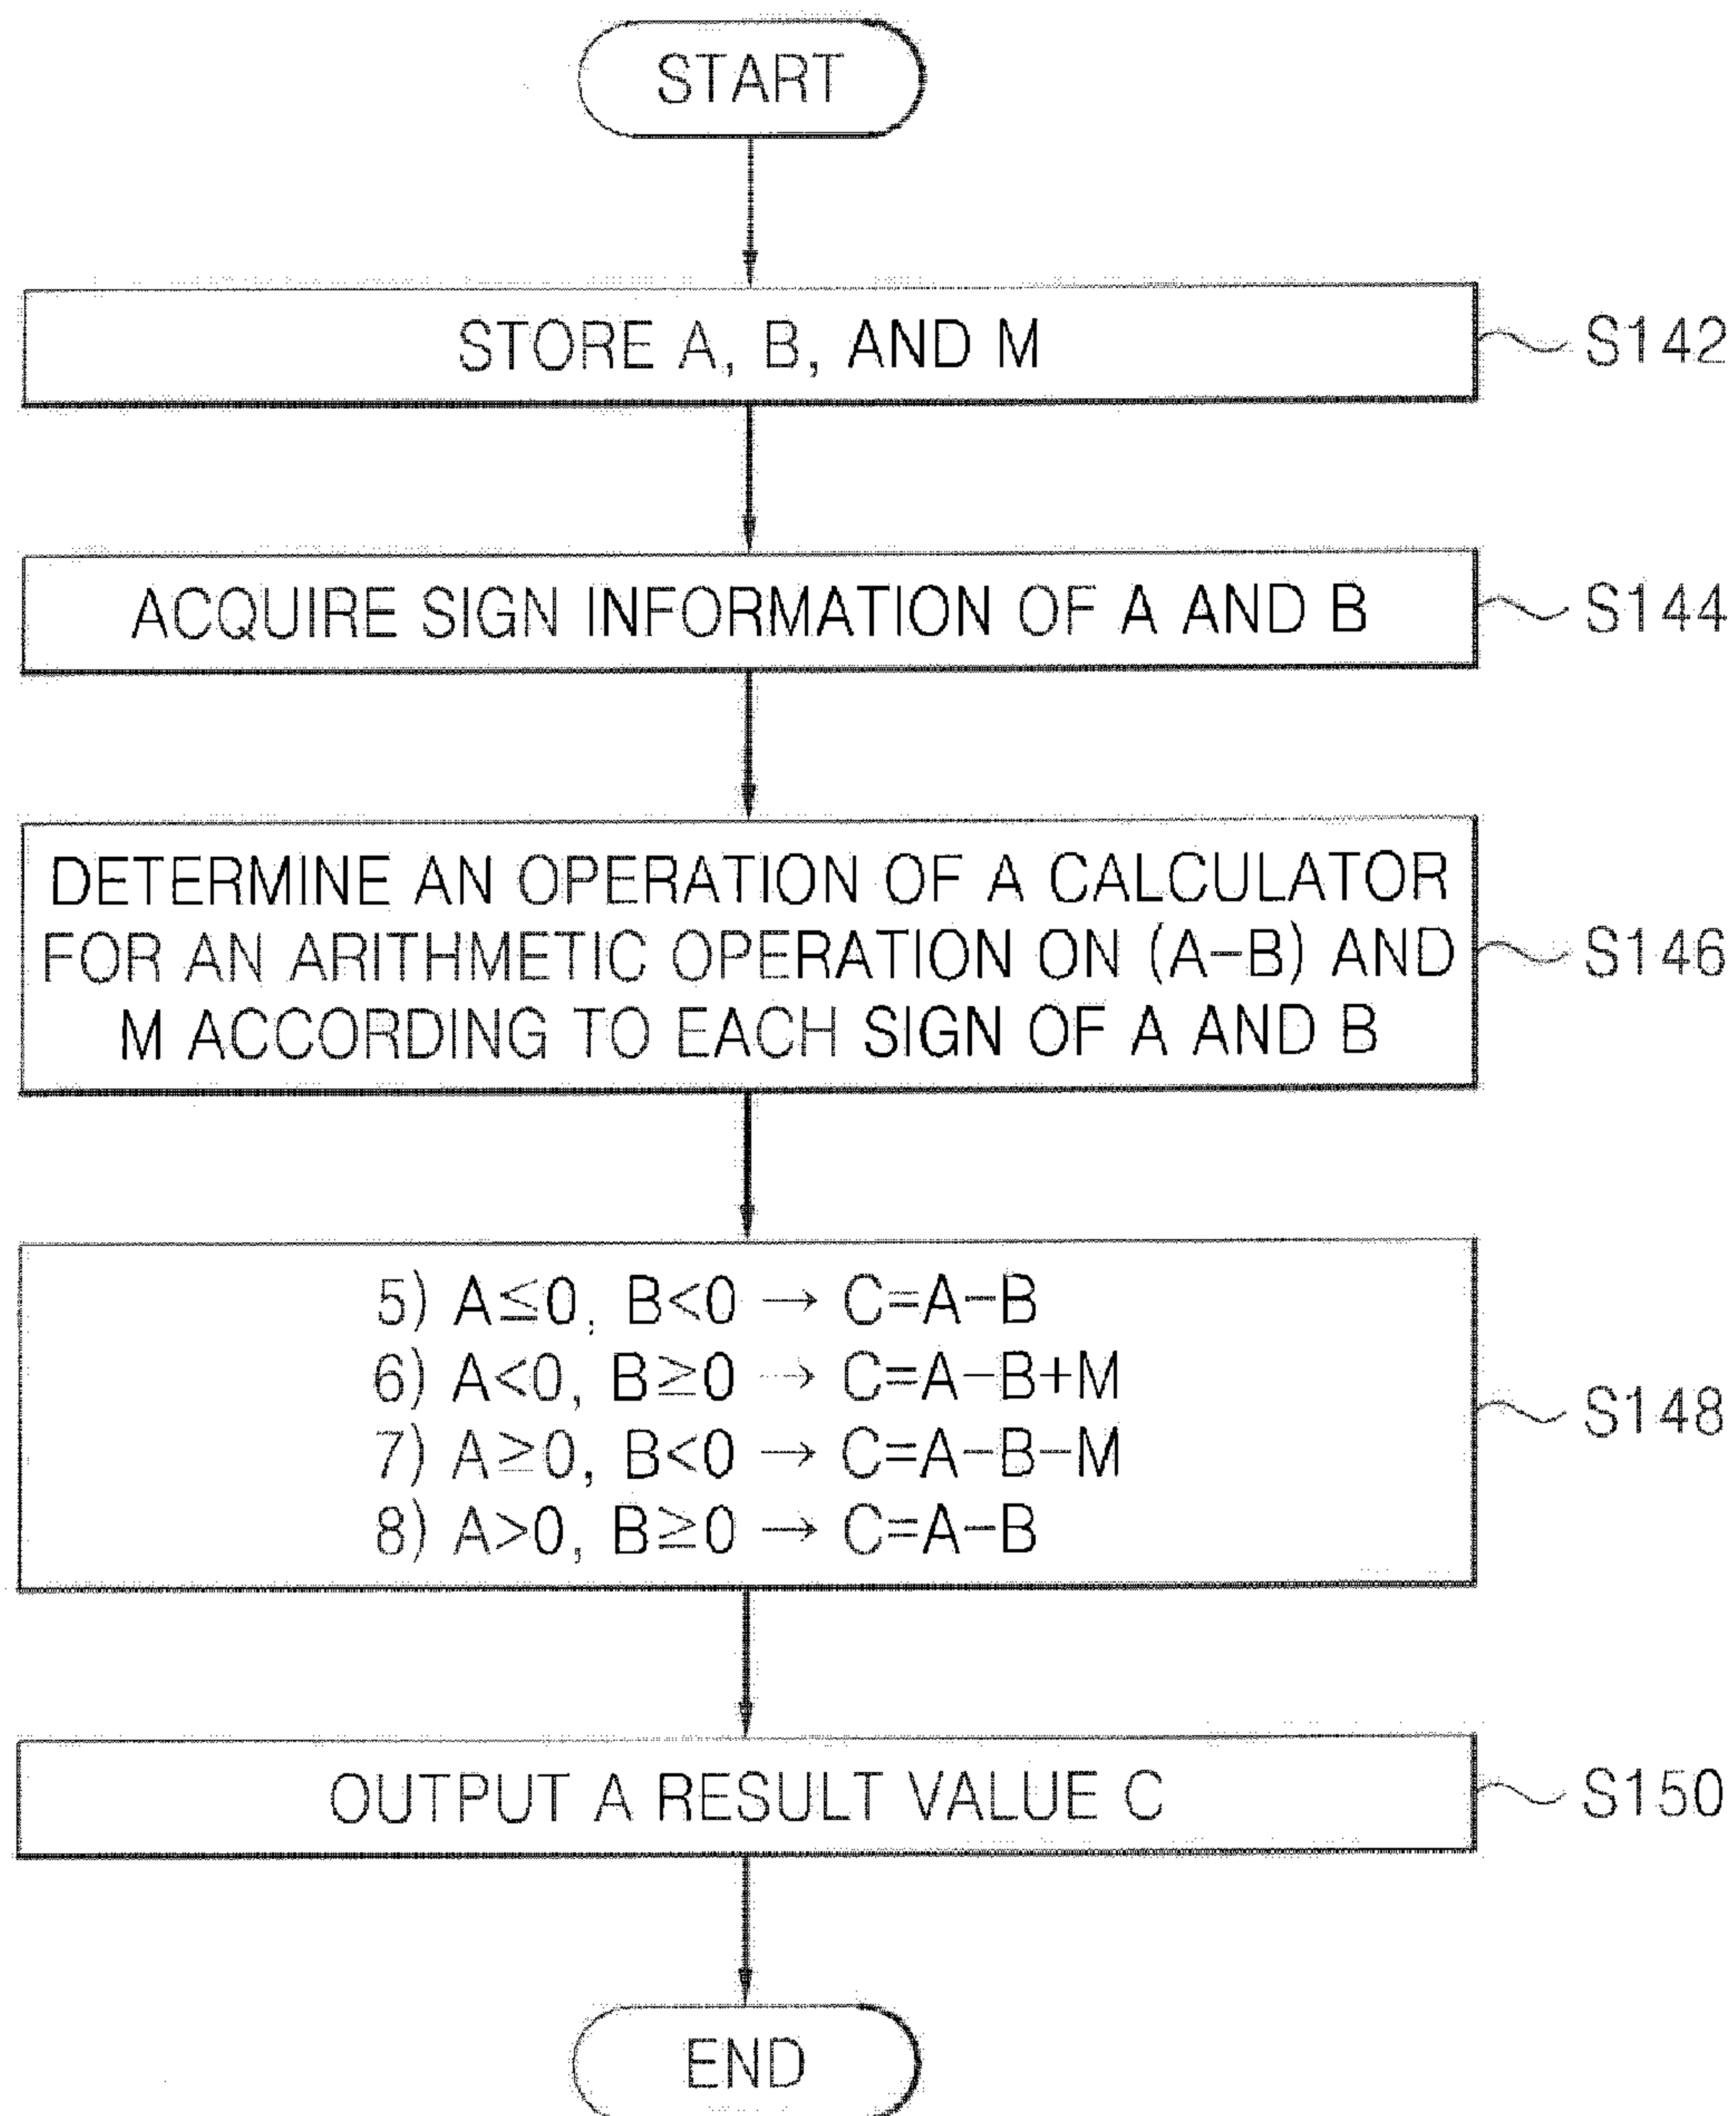 START
STORE A, B, AND M
S142
ACQUIRE SIGN INFORMATION OF A AND B
S144
DETERMINE AN OPERATION OF A CALCULATOR
FOR AN ARITHMETIC OPERATION ON (A-B) AND
M ACCORDING TO EACH SIGN OF A AND B
S146
5) A≦0, B<0 → C=A-B
6) A<0, B≧0 → C=A-B+M
7) A≧0, B<0 → C=A-B-M
8) A>0, B≧0 → C=A-B
S148
OUTPUT A RESULT VALUE C
S150
END